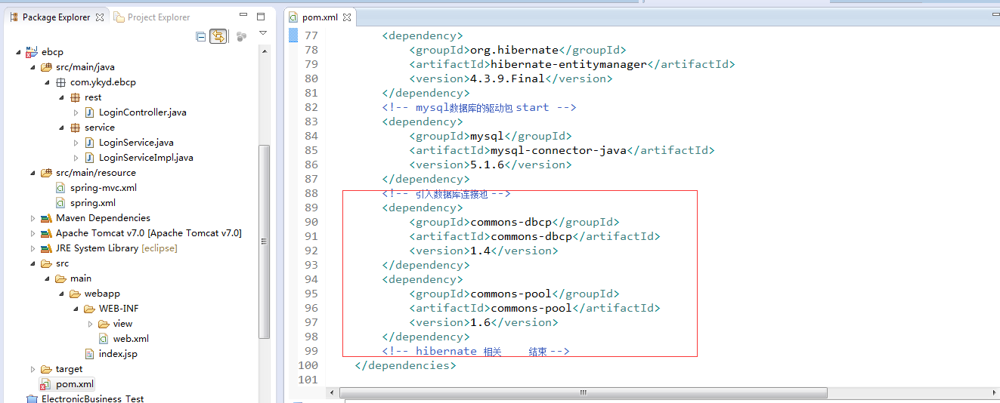 Package Explorer
Project Explorer
ebcp
src/main/java
com.ykyd.ebcp
rest
LoginController.java
service
LoginService.java
LoginServiceImpl.java
src/main/resource
spring-mvc.xml
spring.xml
Maven Dependencies
Apache Tomcat v7.0 [Apache Tomcat v7.0]
JRE System Library [eclipse]
src
main
webapp
WEB-INF
view
web.xml
index.jsp
target
pom.xml
ElectronicBusiness_Test
pom.xml
77 <dependency>
78 <groupId>org.hibernate</groupId>
79 <artifactId>hibernate-entitymanager</artifactId>
80 <version>4.3.9.Final</version>
81 </dependency>
82 <!-- mysql数据库的驱动包 start -->
83 <dependency>
84 <groupId>mysql</groupId>
85 <artifactId>mysql-connector-java</artifactId>
86 <version>5.1.6</version>
87 </dependency>
88 <!-- 引入数据库连接池 -->
89 <dependency>
90 <groupId>commons-dbcp</groupId>
91 <artifactId>commons-dbcp</artifactId>
92 <version>1.4</version>
93 </dependency>
94 <dependency>
95 <groupId>commons-pool</groupId>
96 <artifactId>commons-pool</artifactId>
97 <version>1.6</version>
98 </dependency>
99 <!-- hibernate 相关 结束 -->
100 </dependencies>
101